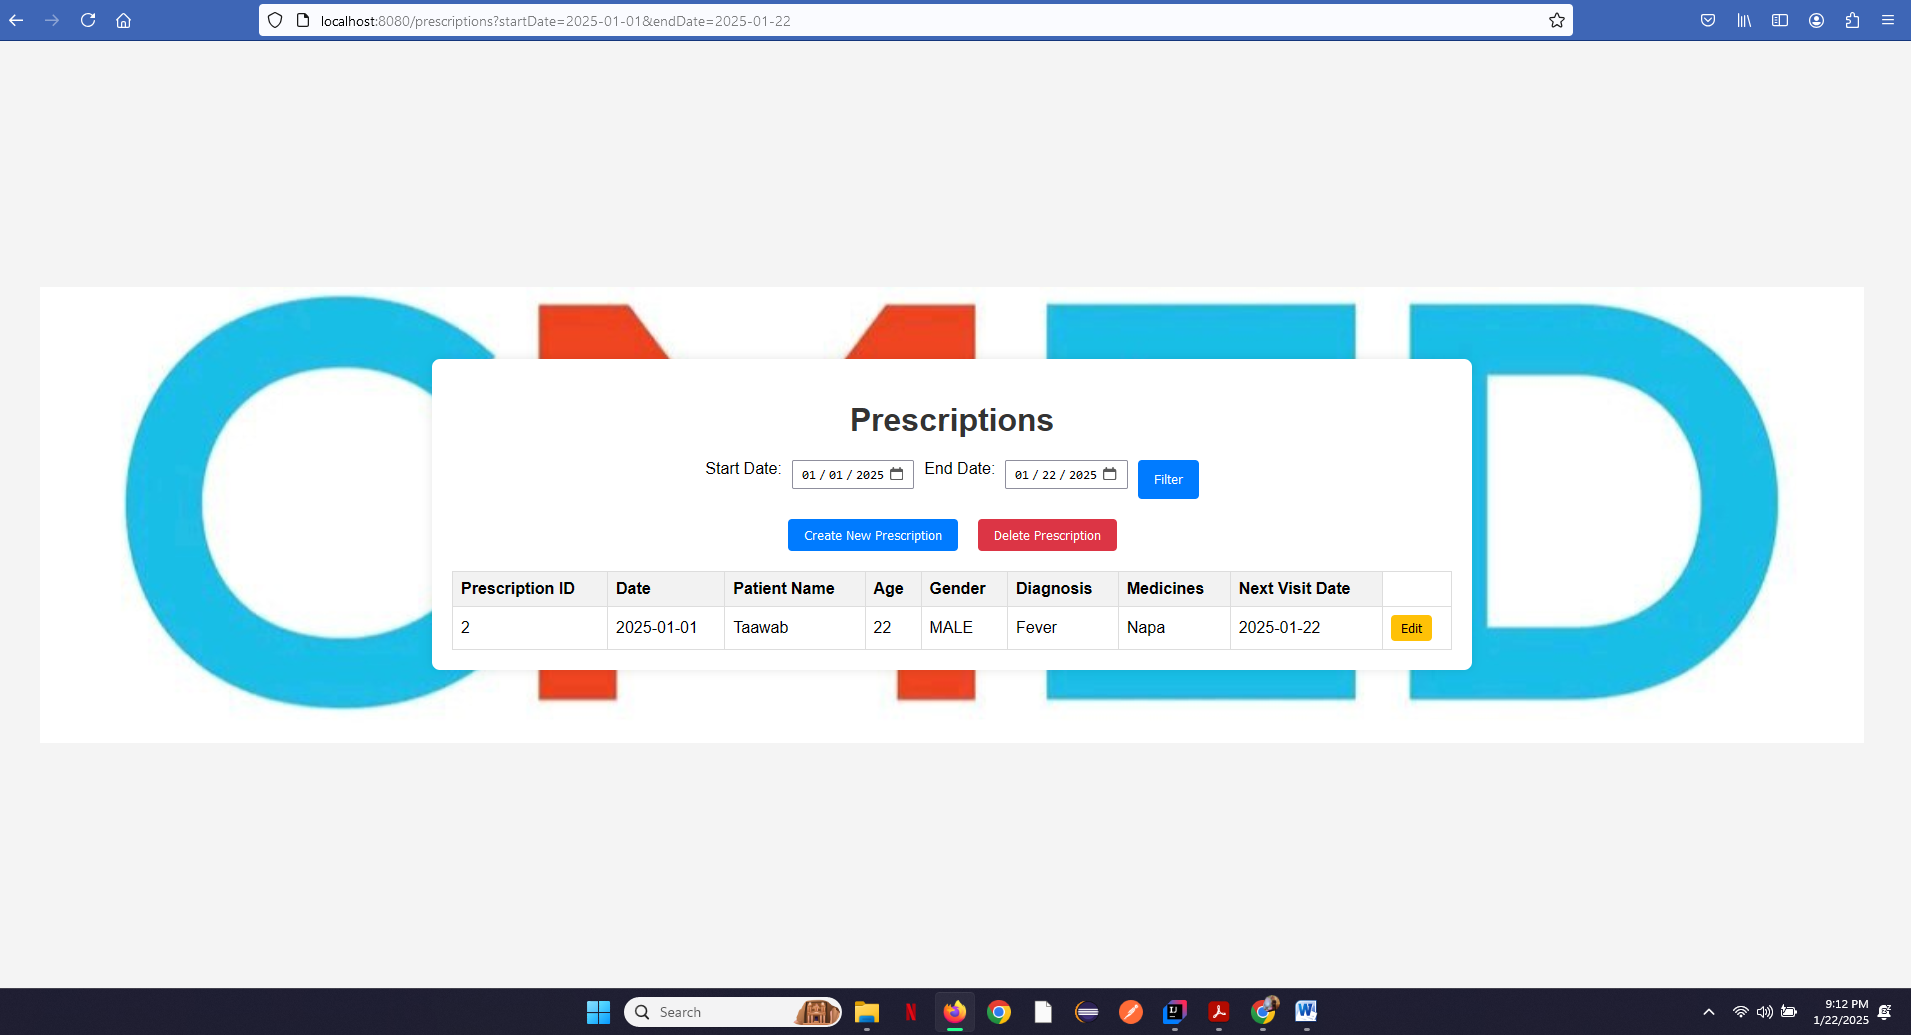 localhost:8080/prescriptions?startDate=2025-01-01&endDate=2025-01-22
CMED
Prescriptions
Start Date: 01 / 01 / 2025 End Date: 01 / 22 / 2025 Filter
Create New Prescription Delete Prescription
Prescription ID Date Patient Name Age Gender Diagnosis Medicines Next Visit Date
2 2025-01-01 Taawab 22 MALE Fever Napa 2025-01-22 Edit
Search
9:12 PM
1/22/2025